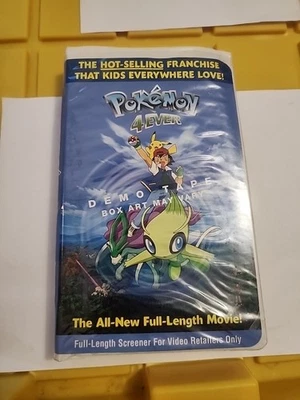 THE HOT-SELLING FRANCHISE
THAT KIDS EVERYWHERE LOVE!
POKéMON
4EVER
DEMO TAPE
BOX ART MAY VARY
The All-New Full-Length Movie!
Full-Length Screener For Video Retailers Only